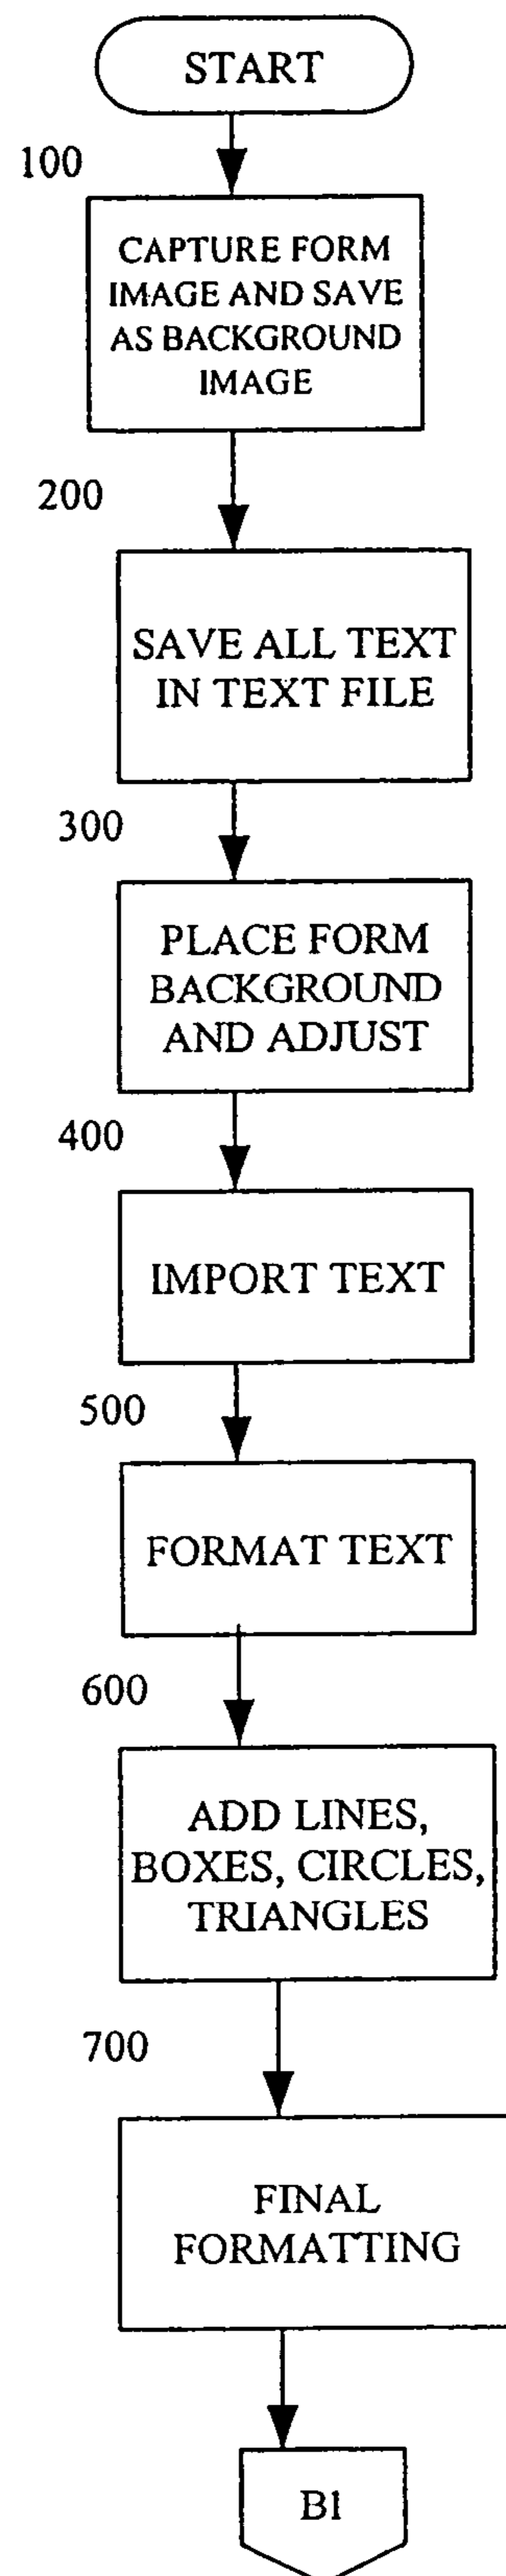 START
100
CAPTURE FORM
IMAGE AND SAVE
AS BACKGROUND
IMAGE
200
SAVE ALL TEXT
IN TEXT FILE
300
PLACE FORM
BACKGROUND
AND ADJUST
400
IMPORT TEXT
500
FORMAT TEXT
600
ADD LINES,
BOXES, CIRCLES,
TRIANGLES
700
FINAL
FORMATTING
B1